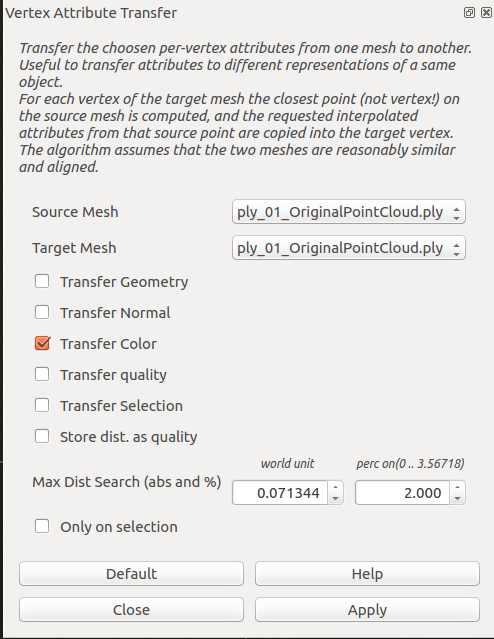 Vertex Attribute Transfer
Transfer the choosen per-vertex attributes from one mesh to another.
Useful to transfer attributes to different representations of a same
object.
For each vertex of the target mesh the closest point (not vertex!) on
the source mesh is computed, and the requested interpolated
attributes from that source point are copied into the target vertex.
The algorithm assumes that the two meshes are reasonably similar
and aligned.
Source Mesh ply_01_OriginalPointCloud.ply
Target Mesh ply_01_OriginalPointCloud.ply
Transfer Geometry
Transfer Normal
Transfer Color
Transfer quality
Transfer Selection
Store dist. as quality
world unit perc on(0 .. 3.56718)
Max Dist Search (abs and %) 0.071344 2.000
Only on selection
Default Help
Close Apply